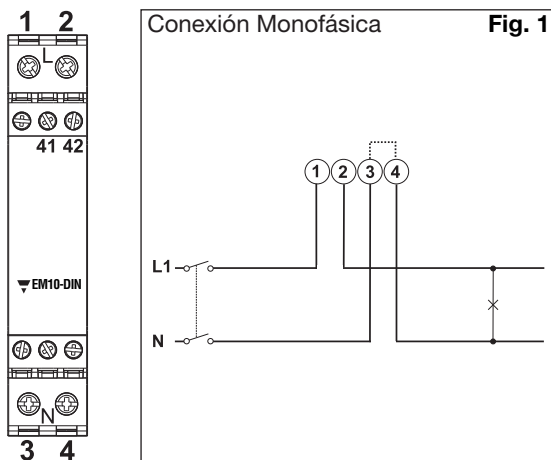 1 2
L
41 42
EM10-DIN
N
3 4
Conexión Monofásica Fig. 1
1 2 3 4
L1
N